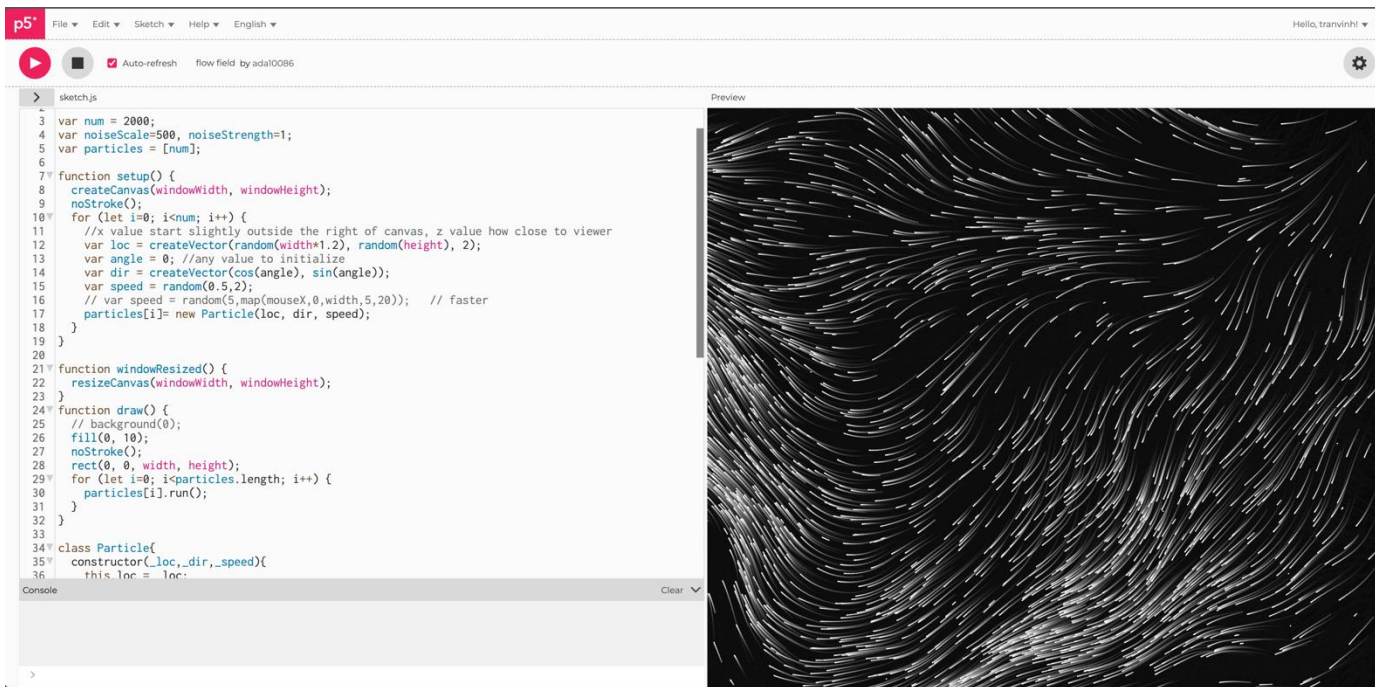 p5* File Edit Sketch Help English Hello, tranvinh!
Auto-refresh flow field by ada10086
> sketch.js Preview
3 var num = 2000;
4 var noiseScale=500, noiseStrength=1;
5 var particles = [num];
6
7 function setup() {
8 createCanvas(windowWidth, windowHeight);
9 noStroke();
10 for (let i=0; i<num; i++) {
11 //x value start slightly outside the right of canvas, z value how close to viewer
12 var loc = createVector(random(width*1.2), random(height), 2);
13 var angle = 0; //any value to initialize
14 var dir = createVector(cos(angle), sin(angle));
15 var speed = random(0.5,2);
16 // var speed = random(5,map(mouseX,0,width,5,20)); // faster
17 particles[i]= new Particle(loc, dir, speed);
18 }
19 }
20
21 function windowResized() {
22 resizeCanvas(windowWidth, windowHeight);
23 }
24 function draw() {
25 // background(0);
26 fill(0, 10);
27 noStroke();
28 rect(0, 0, width, height);
29 for (let i=0; i<particles.length; i++) {
30 particles[i].run();
31 }
32 }
33
34 class Particle{
35 constructor(_loc,_dir,_speed){
36 this.loc = _loc;
Console Clear
>